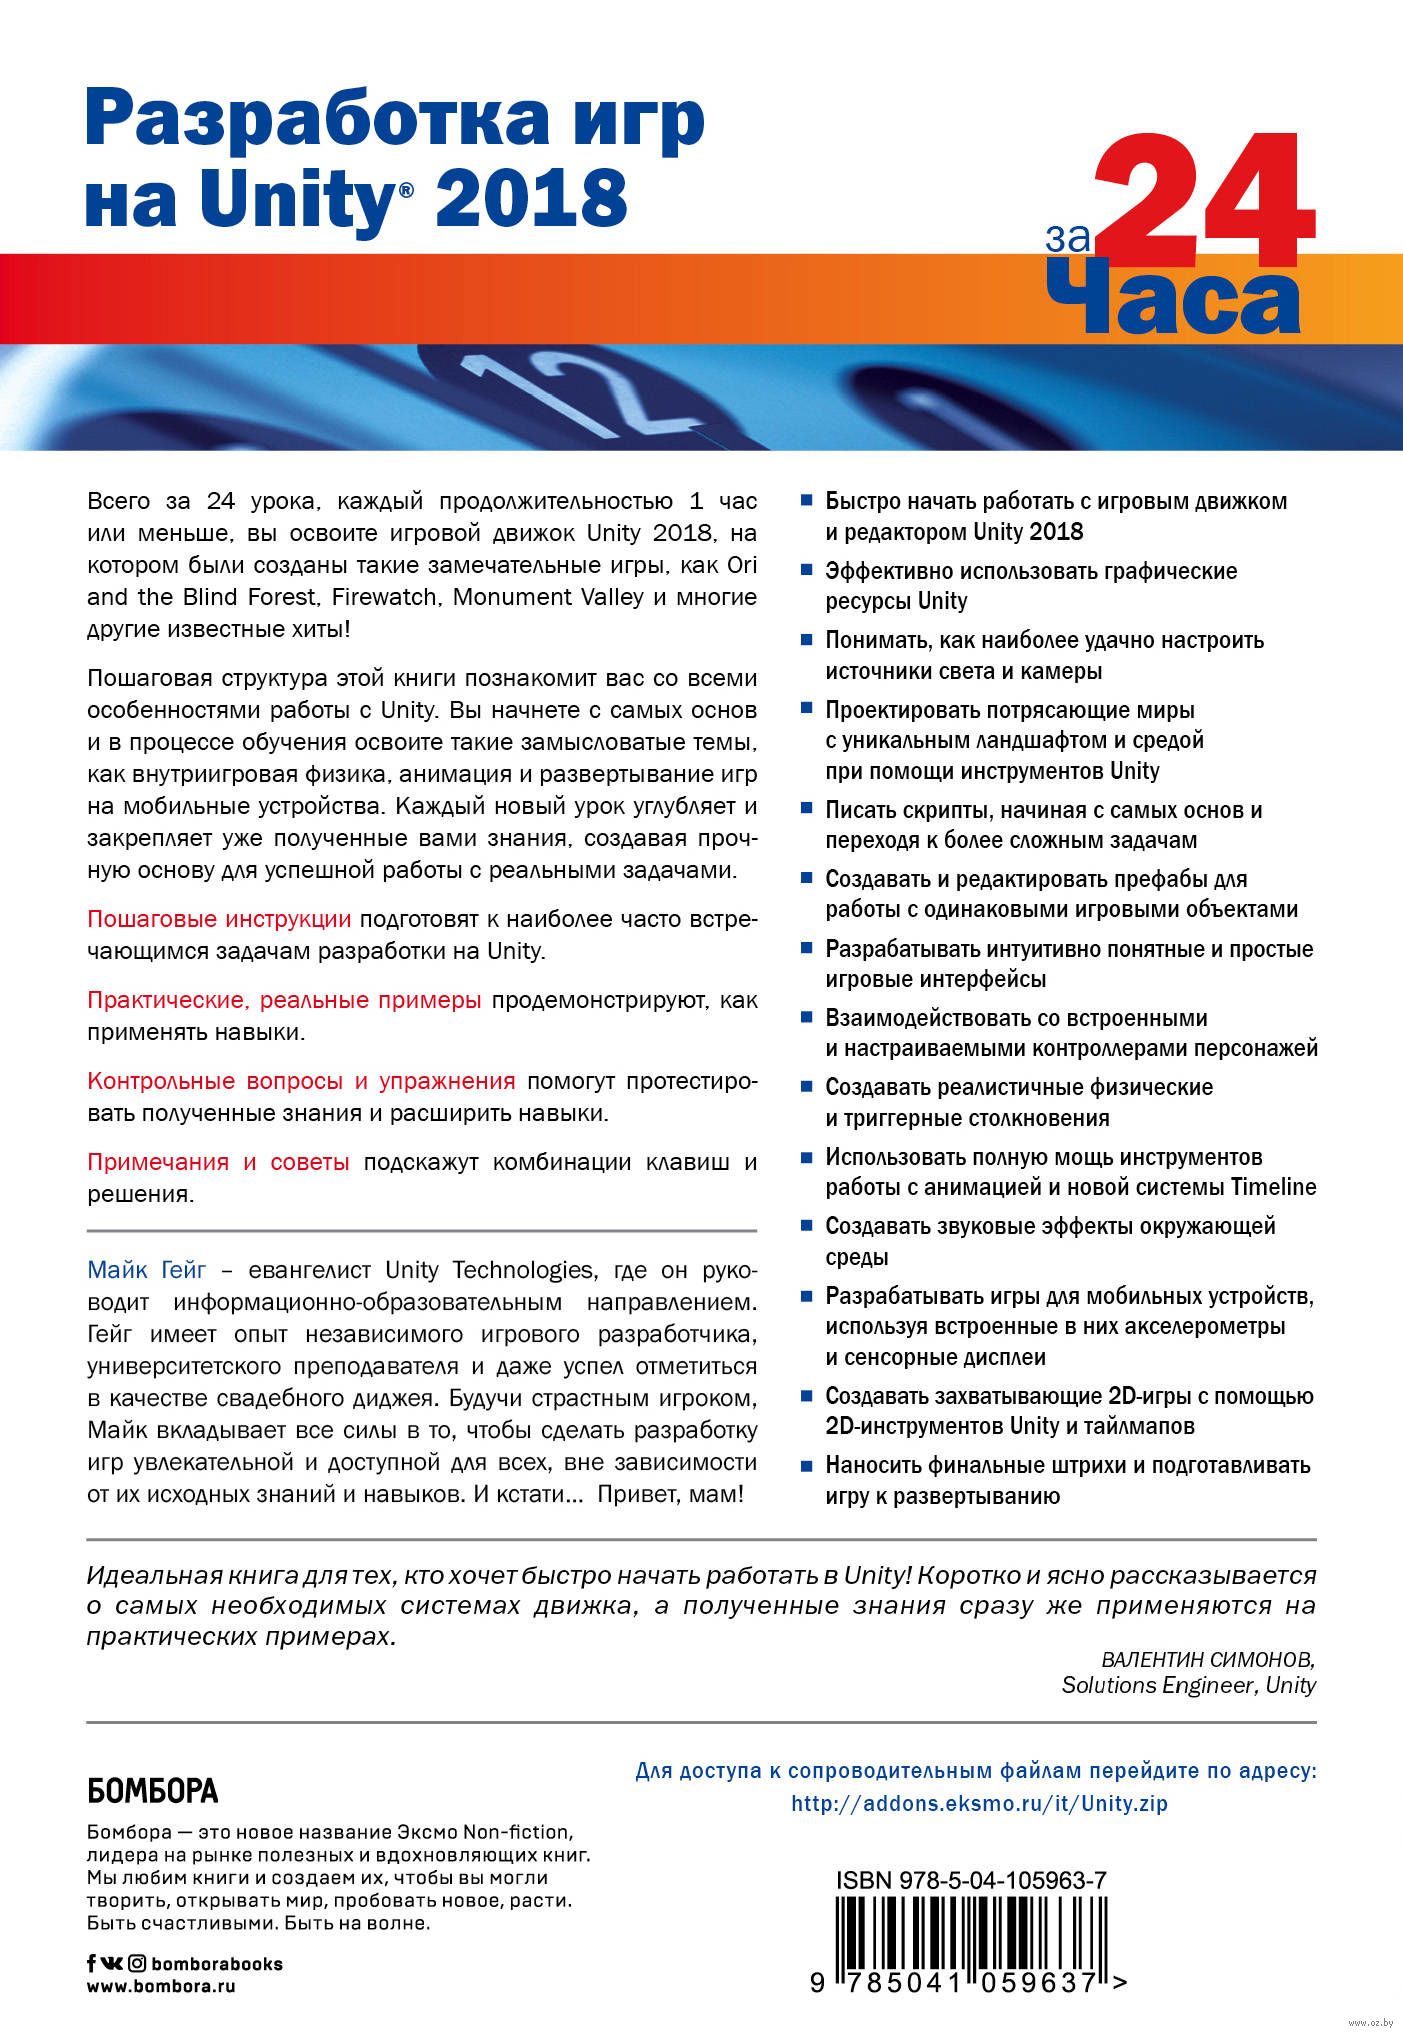 Разработка игр
на Unity® 2018
за 24
Часа
12
1
Всего за 24 урока, каждый продолжительностью 1 час
или меньше, вы освоите игровой движок Unity 2018, на
котором были созданы такие замечательные игры, как Ori
and the Blind Forest, Firewatch, Monument Valley и многие
другие известные хиты!
Пошаговая структура этой книги познакомит вас со всеми
особенностями работы с Unity. Вы начнете с самых основ
и в процессе обучения освоите такие замысловатые темы,
как внутриигровая физика, анимация и развертывание игр
на мобильные устройства. Каждый новый урок углубляет и
закрепляет уже полученные вами знания, создавая проч-
ную основу для успешной работы с реальными задачами.
Пошаговые инструкции подготовят к наиболее часто встре-
чающимся задачам разработки на Unity.
Практические, реальные примеры продемонстрируют, как
применять навыки.
Контрольные вопросы и упражнения помогут протестиро-
вать полученные знания и расширить навыки.
Примечания и советы подскажут комбинации клавиш и
решения.
Майк Гейг – евангелист Unity Technologies, где он руко-
водит информационно-образовательным направлением.
Гейг имеет опыт независимого игрового разработчика,
университетского преподавателя и даже успел отметиться
в качестве свадебного диджея. Будучи страстным игроком,
Майк вкладывает все силы в то, чтобы сделать разработку
игр увлекательной и доступной для всех, вне зависимости
от их исходных знаний и навыков. И кстати... Привет, мам!
Быстро начать работать с игровым движком
и редактором Unity 2018
Эффективно использовать графические
ресурсы Unity
Понимать, как наиболее удачно настроить
источники света и камеры
Проектировать потрясающие миры
с уникальным ландшафтом и средой
при помощи инструментов Unity
Писать скрипты, начиная с самых основ и
переходя к более сложным задачам
Создавать и редактировать префабы для
работы с одинаковыми игровыми объектами
Разрабатывать интуитивно понятные и простые
игровые интерфейсы
Взаимодействовать со встроенными
и настраиваемыми контроллерами персонажей
Создавать реалистичные физические
и триггерные столкновения
Использовать полную мощь инструментов
работы с анимацией и новой системы Timeline
Создавать звуковые эффекты окружающей
среды
Разрабатывать игры для мобильных устройств,
используя встроенные в них акселерометры
и сенсорные дисплеи
Создавать захватывающие 2D-игры с помощью
2D-инструментов Unity и тайлмапов
Наносить финальные штрихи и подготавливать
игру к развертыванию
Идеальная книга для тех, кто хочет быстро начать работать в Unity! Коротко и ясно рассказывается
о самых необходимых системах движка, а полученные знания сразу же применяются на
практических примерах.
ВАЛЕНТИН СИМОНОВ,
Solutions Engineer, Unity
БОМБОРА
Бомбора — это новое название Эксмо Non-fiction,
лидера на рынке полезных и вдохновляющих книг.
Мы любим книги и создаем их, чтобы вы могли
творить, открывать мир, пробовать новое, расти.
Быть счастливыми. Быть на волне.
bomborabooks
www.bombora.ru
Для доступа к сопроводительным файлам перейдите по адресу:
http://addons.eksmo.ru/it/Unity.zip
ISBN 978-5-04-105963-7
9 785041 059637 >
www.oz.by